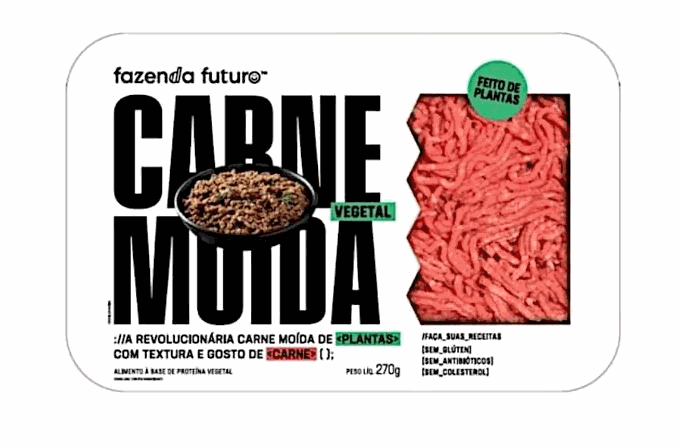 fazenda futuro™
FEITO DE
PLANTAS
CARNE
VEGETAL
MOÍDA
://A REVOLUCIONÁRIA CARNE MOÍDA DE <PLANTAS>
COM TEXTURA E GOSTO DE <CARNE> ( );
ALIMENTO À BASE DE PROTEÍNA VEGETAL
PESO LÍQ. 270g
/FAÇA_SUAS_RECEITAS
[SEM_GLÚTEN]
[SEM_ANTIBIÓTICOS]
[SEM_COLESTEROL]